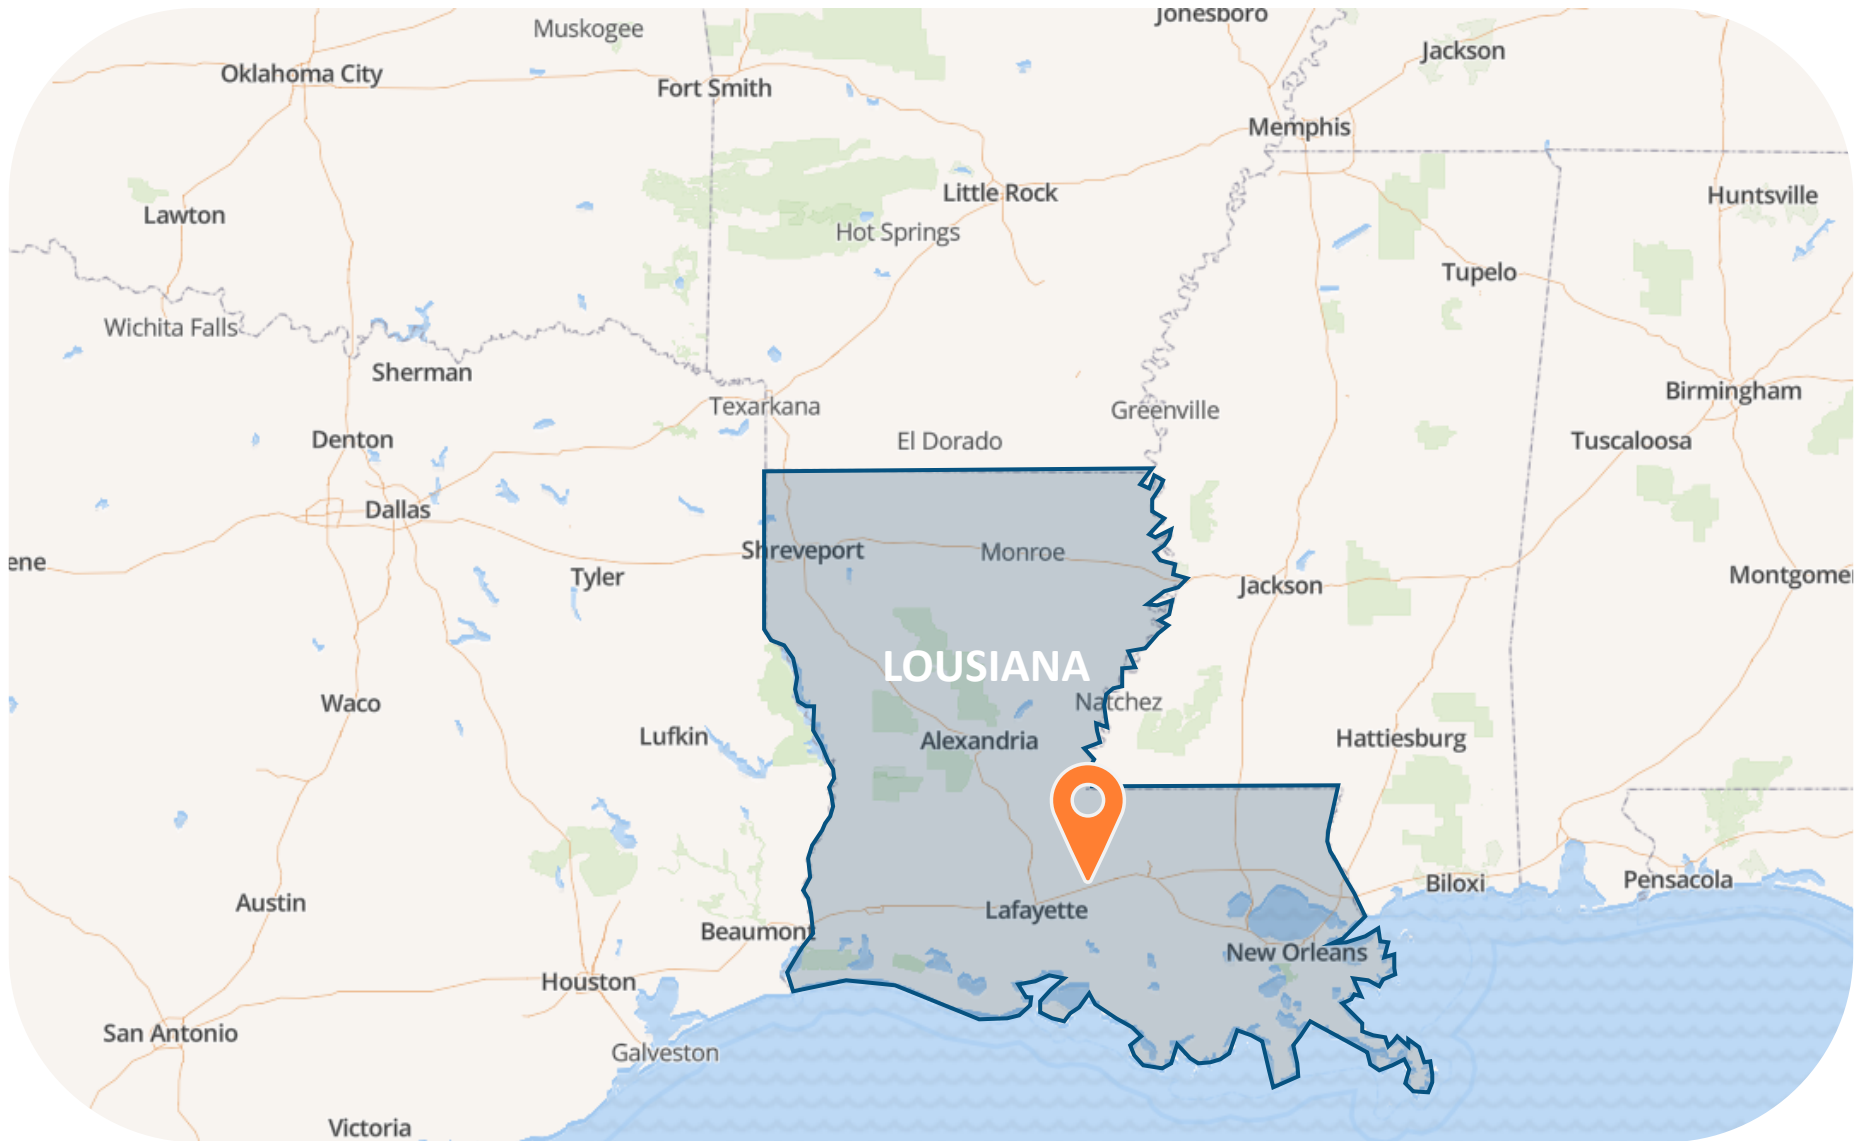 Jonesboro
Muskogee
Jackson
Oklahoma City
Fort Smith
Memphis
Little Rock
Huntsville
Lawton
Hot Springs
Tupelo
Wichita Falls
Sherman
Birmingham
Texarkana
Greenville
Denton
El Dorado
Tuscaloosa
Dallas
Shreveport
Monroe
ene
Tyler
Jackson
Montgomer
LOUSIANA
Waco
Natchez
Lufkin
Alexandria
Hattiesburg
Austin
Lafayette
Biloxi
Pensacola
Beaumont
New Orleans
Houston
San Antonio
Galveston
Victoria